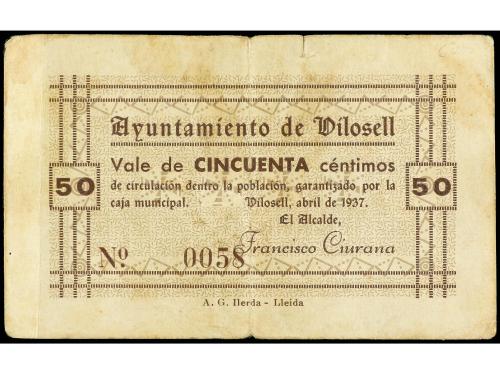 Ayuntamiento de Vilosell
Vale de CINCUENTA céntimos
50 de circulación dentro la población, garantizado por la 50
caja municipal. Vilosell, abril de 1937.
El Alcalde,
Francisco Ciurana
Nº 0058
A. G. Ilerda - Lleida